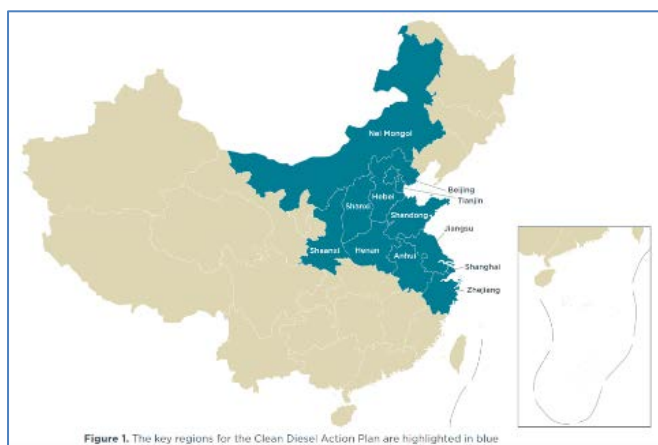 Nei Mongol
Beijing
Tianjin
Hebei
Shanxi
Shandong
Jiangsu
Shaanxi
Henan
Anhui
Shanghai
Zhejiang
Figure 1. The key regions for the Clean Diesel Action Plan are highlighted in blue